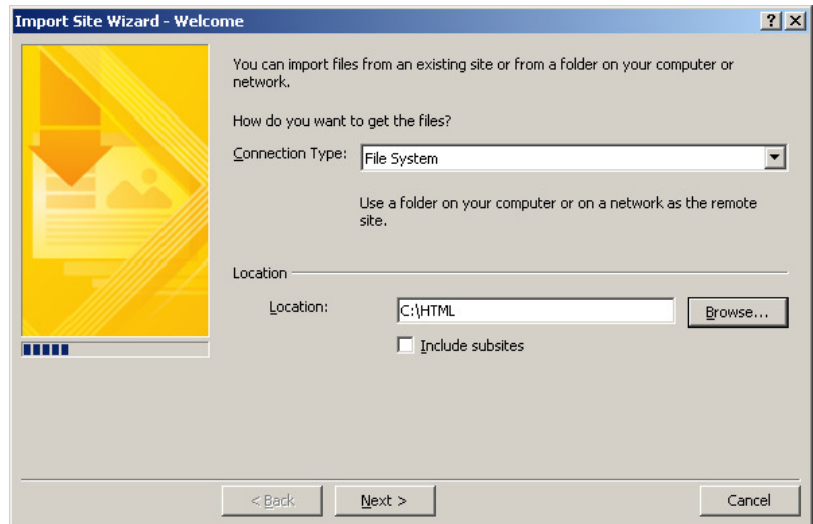 Import Site Wizard - Welcome
You can import files from an existing site or from a folder on your computer or
network.
How do you want to get the files?
Connection Type: File System
Use a folder on your computer or on a network as the remote
site.
Location
Location: C:\HTML Browse...
Include subsites
< Back Next > Cancel